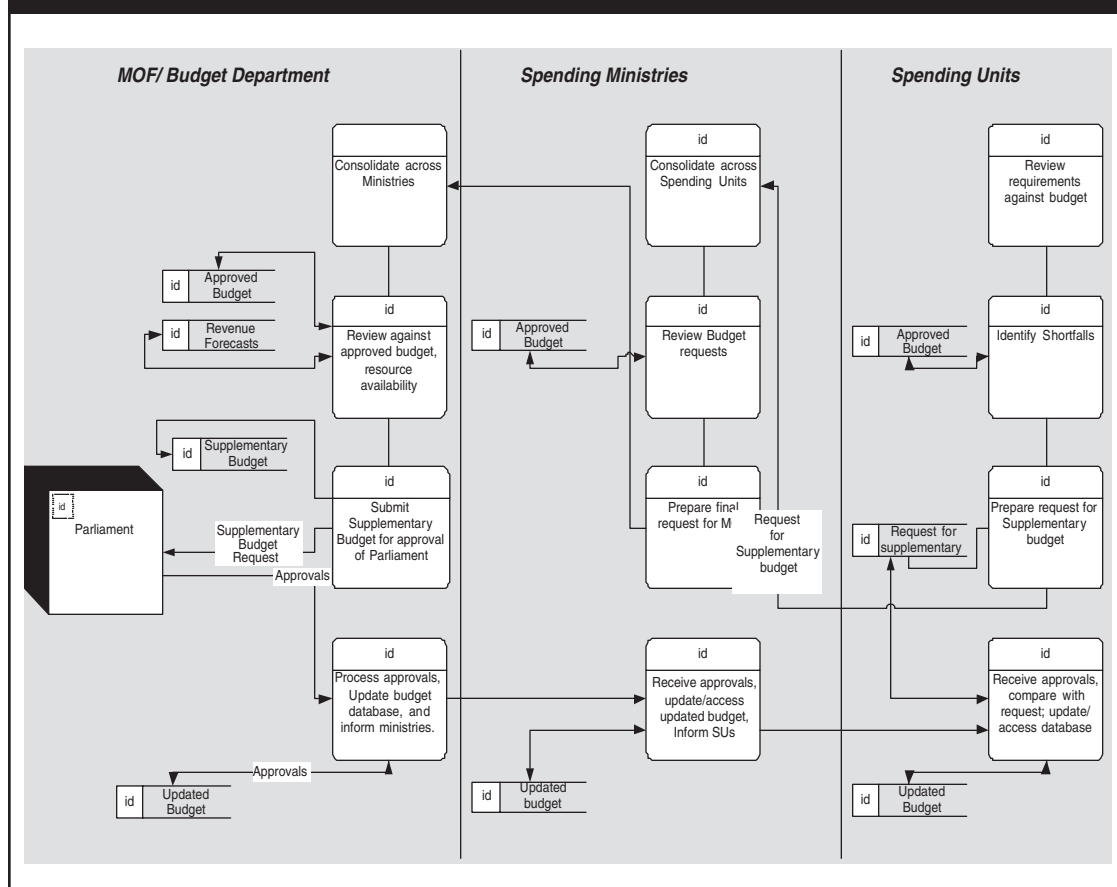 MOF/ Budget Department
Spending Ministries
Spending Units
Consolidate across
Ministries
id
Approved
Budget
id
Revenue
Forecasts
id
Review against
approved budget,
resource
availability
id
Supplementary
Budget
id
Submit
Supplementary
Budget for approval
of Parliament
id
Parliament
Supplementary
Budget
Request
Approvals
id
Process approvals,
Update budget
database, and
inform ministries.
Approvals
id
Updated
Budget
id
Consolidate across
Spending Units
id
Approved
Budget
id
Review Budget
requests
id
Prepare final
request for M
Request
for
Supplementary
budget
id
Receive approvals,
update/access
updated budget,
Inform SUs
id
Updated
budget
id
Review
requirements
against budget
id
Approved
Budget
id
Identify Shortfalls
id
Prepare request for
Supplementary
budget
id
Request for
supplementary
id
Receive approvals,
compare with
request; update/
access database
id
Updated
Budget